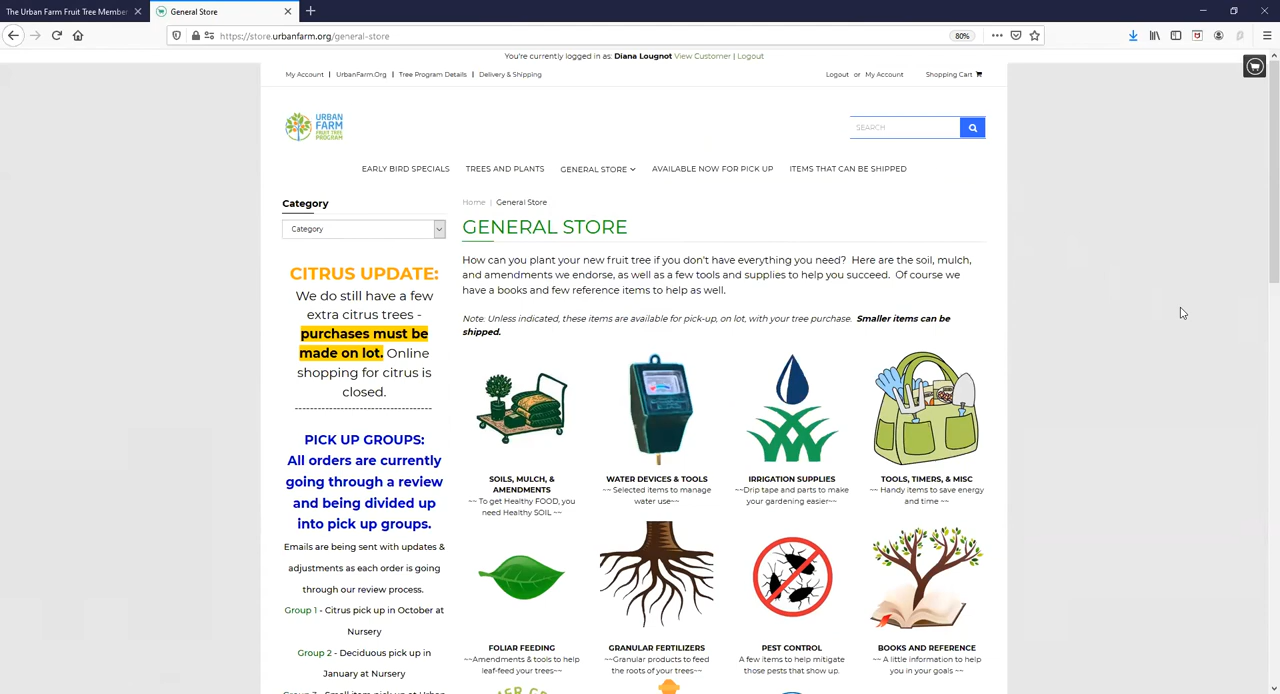 The Urban Farm Fruit Tree Member
General Store
https://store.urbanfarm.org/general-store
80%
You're currently logged in as: Diana Lougnot View Customer | Logout
My Account | UrbanFarm.Org | Tree Program Details | Delivery & Shipping
Logout or My Account Shopping Cart
URBAN
FARM
FRUIT TREE
PROGRAM
SEARCH
EARLY BIRD SPECIALS TREES AND PLANTS GENERAL STORE AVAILABLE NOW FOR PICK UP ITEMS THAT CAN BE SHIPPED
Category
Category
CITRUS UPDATE:
We do still have a few
extra citrus trees -
purchases must be
made on lot. Online
shopping for citrus is
closed.
----------------------------------
PICK UP GROUPS:
All orders are currently
going through a review
and being divided up
into pick up groups.
Emails are being sent with updates &
adjustments as each order is going
through our review process.
Group 1 - Citrus pick up in October at
Nursery
Group 2 - Deciduous pick up in
January at Nursery
Group 3 - Small item pick up at Urban
Home | General Store
GENERAL STORE
How can you plant your new fruit tree if you don't have everything you need? Here are the soil, mulch,
and amendments we endorse, as well as a few tools and supplies to help you succeed. Of course we
have a books and few reference items to help as well.
Note. Unless indicated, these items are available for pick-up, on lot, with your tree purchase. Smaller items can be
shipped.
SOILS, MULCH, &
AMENDMENTS
~~ To get Healthy FOOD, you
need Healthy SOIL ~~
WATER DEVICES & TOOLS
~~ Selected items to manage
water use~~
IRRIGATION SUPPLIES
~~Drip tape and parts to make
your gardening easier~~
TOOLS, TIMERS, & MISC
~~ Handy items to save energy
and time ~~
FOLIAR FEEDING
~~Amendments & tools to help
leaf-feed your trees~~
GRANULAR FERTILIZERS
~~Granular products to feed
the roots of your trees~~
PEST CONTROL
A few items to help mitigate
those pests that show up.
BOOKS AND REFERENCE
~~ A little information to help
you in your goals ~~